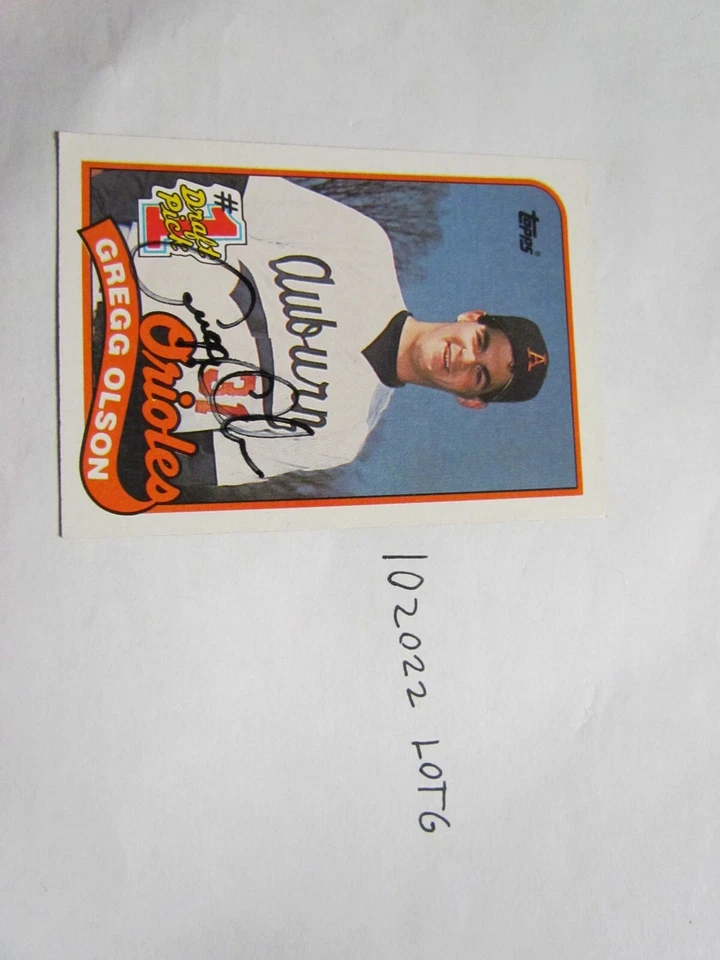 Topps
#1
Draft
Pick
Auburn
A
Orioles
GREGG OLSON
102022 LOTG